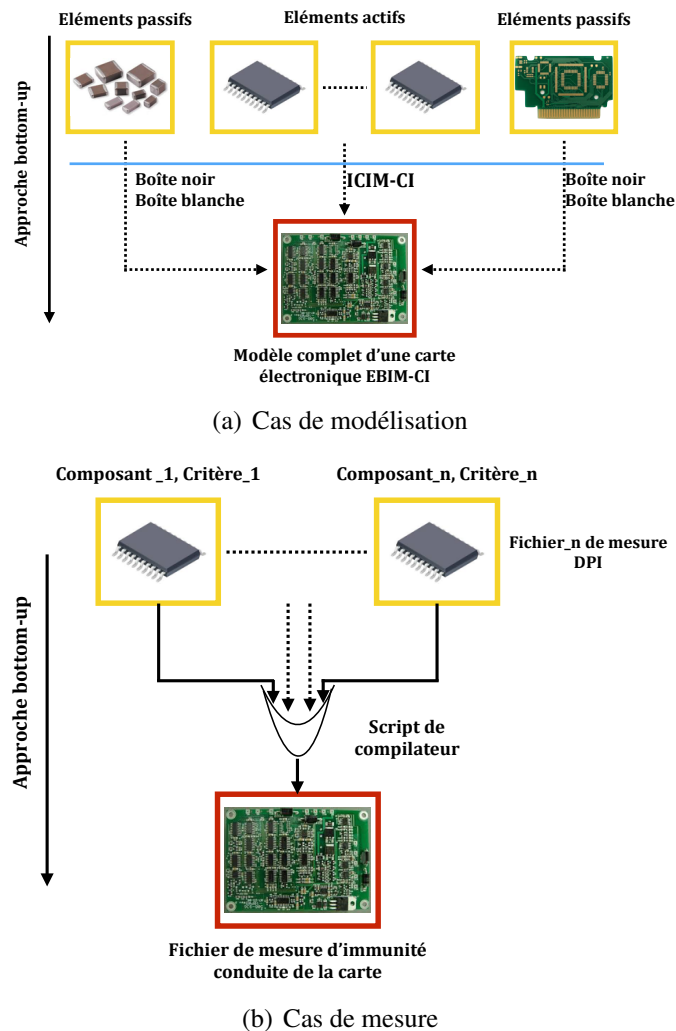 Eléments passifs
Eléments actifs
Eléments passifs
Approche bottom-up
Boîte noir
Boîte blanche
ICIM-CI
Boîte noir
Boîte blanche
Modèle complet d'une carte
électronique EBIM-CI
(a) Cas de modélisation
Composant _1, Critère_1
Composant_n, Critère_n
Fichier_n de mesure
DPI
Approche bottom-up
Script de
compilateur
Fichier de mesure d'immunité
conduite de la carte
(b) Cas de mesure